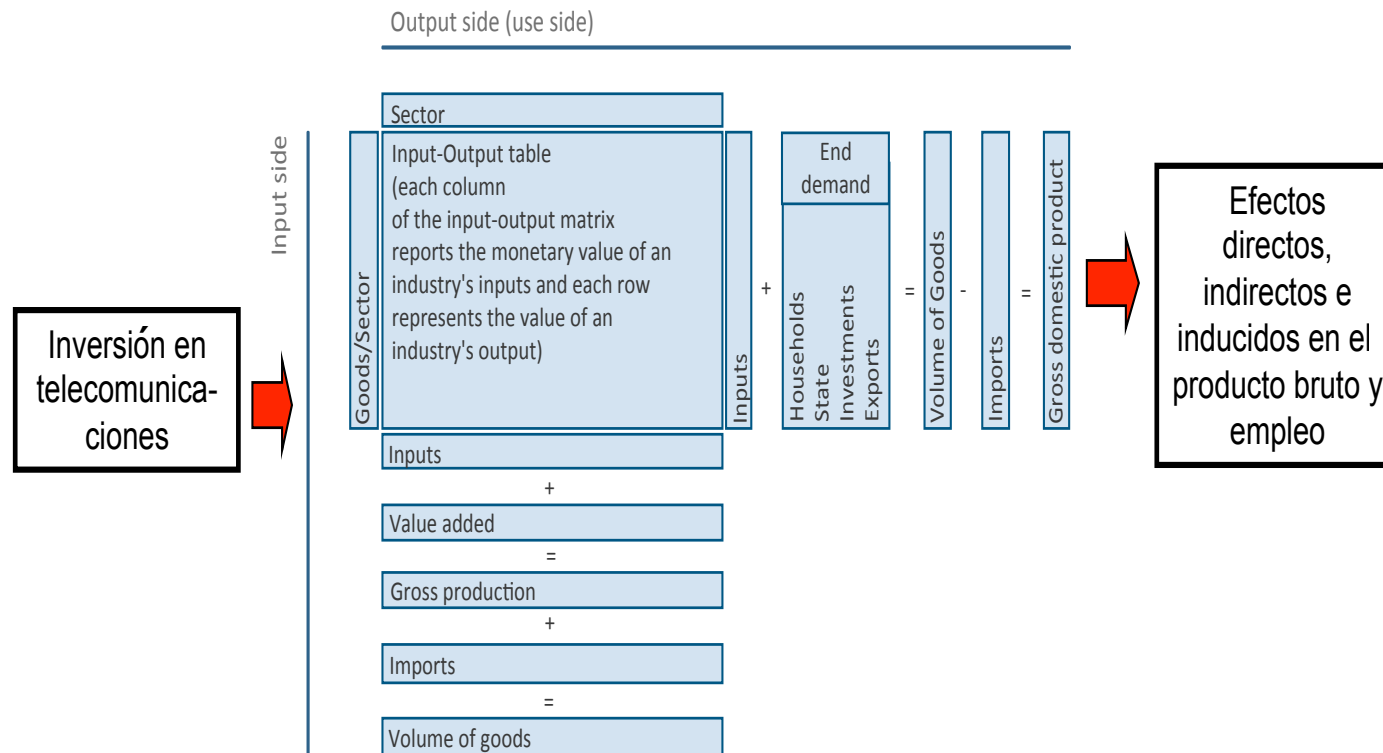 Output side (use side)
Input side
Inversión en
telecomunica-
ciones
Goods/Sector
Sector
Input-Output table
(each column
of the input-output matrix
reports the monetary value of an
industry's inputs and each row
represents the value of an
industry's output)
Inputs
+
End
demand
Households
State
Investments
Exports
=
Volume of Goods
-
Imports
=
Gross domestic product
Efectos
directos,
indirectos e
inducidos en el
producto bruto y
empleo
Inputs
+
Value added
=
Gross production
+
Imports
=
Volume of goods